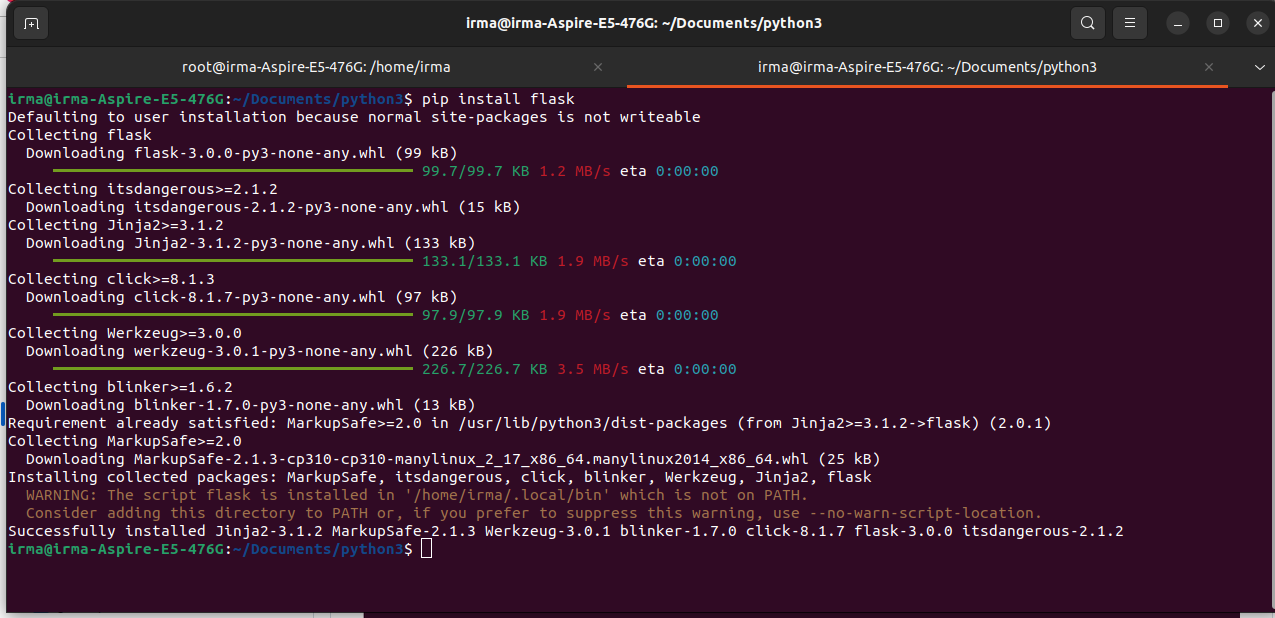 irma@irma-Aspire-E5-476G: ~/Documents/python3
root@irma-Aspire-E5-476G: /home/irma
irma@irma-Aspire-E5-476G: ~/Documents/python3
irma@irma-Aspire-E5-476G:~/Documents/python3$ pip install flask
Defaulting to user installation because normal site-packages is not writeable
Collecting flask
  Downloading flask-3.0.0-py3-none-any.whl (99 kB)
99.7/99.7 KB 1.2 MB/s eta 0:00:00
Collecting itsdangerous>=2.1.2
  Downloading itsdangerous-2.1.2-py3-none-any.whl (15 kB)
Collecting Jinja2>=3.1.2
  Downloading Jinja2-3.1.2-py3-none-any.whl (133 kB)
133.1/133.1 KB 1.9 MB/s eta 0:00:00
Collecting click>=8.1.3
  Downloading click-8.1.7-py3-none-any.whl (97 kB)
97.9/97.9 KB 1.9 MB/s eta 0:00:00
Collecting Werkzeug>=3.0.0
  Downloading werkzeug-3.0.1-py3-none-any.whl (226 kB)
226.7/226.7 KB 3.5 MB/s eta 0:00:00
Collecting blinker>=1.6.2
  Downloading blinker-1.7.0-py3-none-any.whl (13 kB)
Requirement already satisfied: MarkupSafe>=2.0 in /usr/lib/python3/dist-packages (from Jinja2>=3.1.2->flask) (2.0.1)
Collecting MarkupSafe>=2.0
  Downloading MarkupSafe-2.1.3-cp310-cp310-manylinux_2_17_x86_64.manylinux2014_x86_64.whl (25 kB)
Installing collected packages: MarkupSafe, itsdangerous, click, blinker, Werkzeug, Jinja2, flask
  WARNING: The script flask is installed in '/home/irma/.local/bin' which is not on PATH.
  Consider adding this directory to PATH or, if you prefer to suppress this warning, use --no-warn-script-location.
Successfully installed Jinja2-3.1.2 MarkupSafe-2.1.3 Werkzeug-3.0.1 blinker-1.7.0 click-8.1.7 flask-3.0.0 itsdangerous-2.1.2
irma@irma-Aspire-E5-476G:~/Documents/python3$